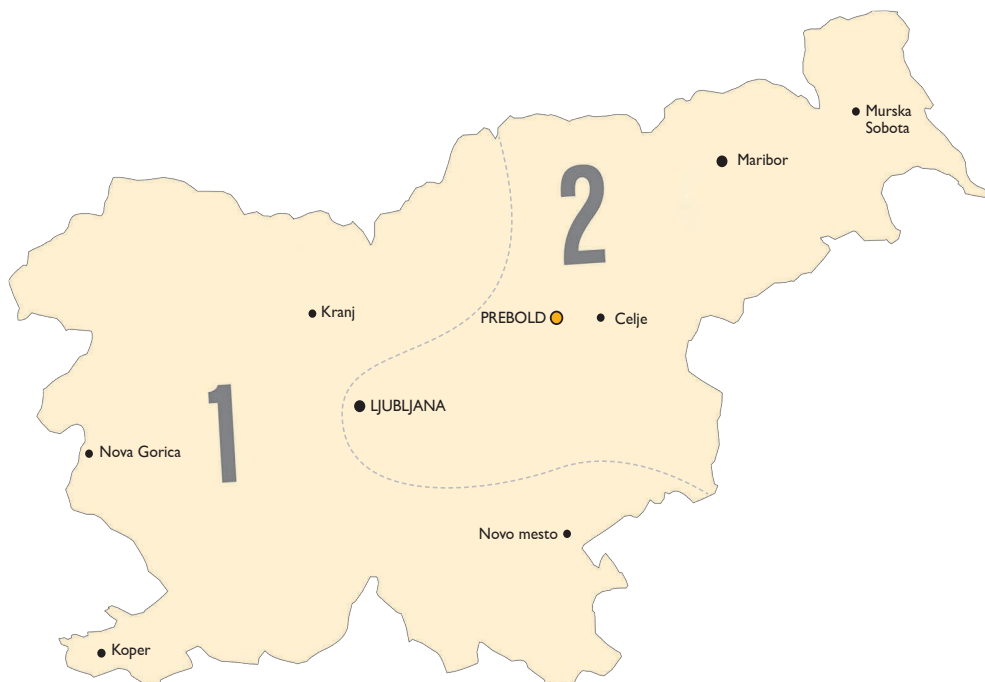 Murska
Sobota
Maribor
2
Kranj
PREBOLD
Celje
1
LJUBLJANA
Nova Gorica
Novo mesto
Koper